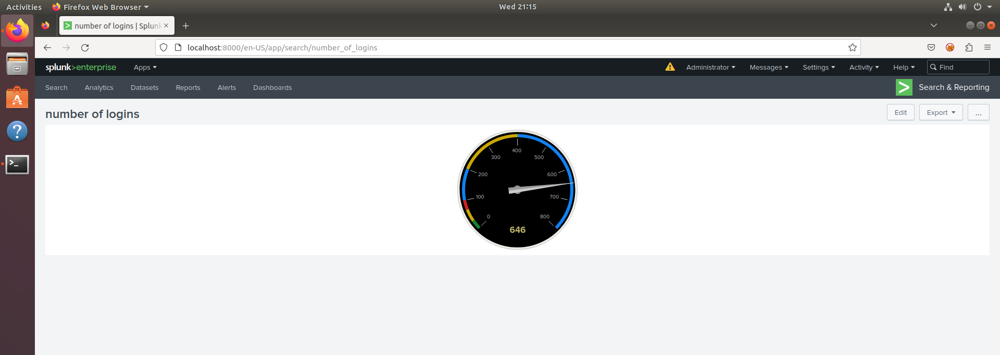 Activities Firefox Web Browser Wed 21:15
number of logins | Splunk
localhost:8000/en-US/app/search/number_of_logins
splunk>enterprise Apps Administrator Messages Settings Activity Help Find
Search Analytics Datasets Reports Alerts Dashboards Search & Reporting
number of logins Edit Export ...
0
100
200
300
400
500
600
700
800
646